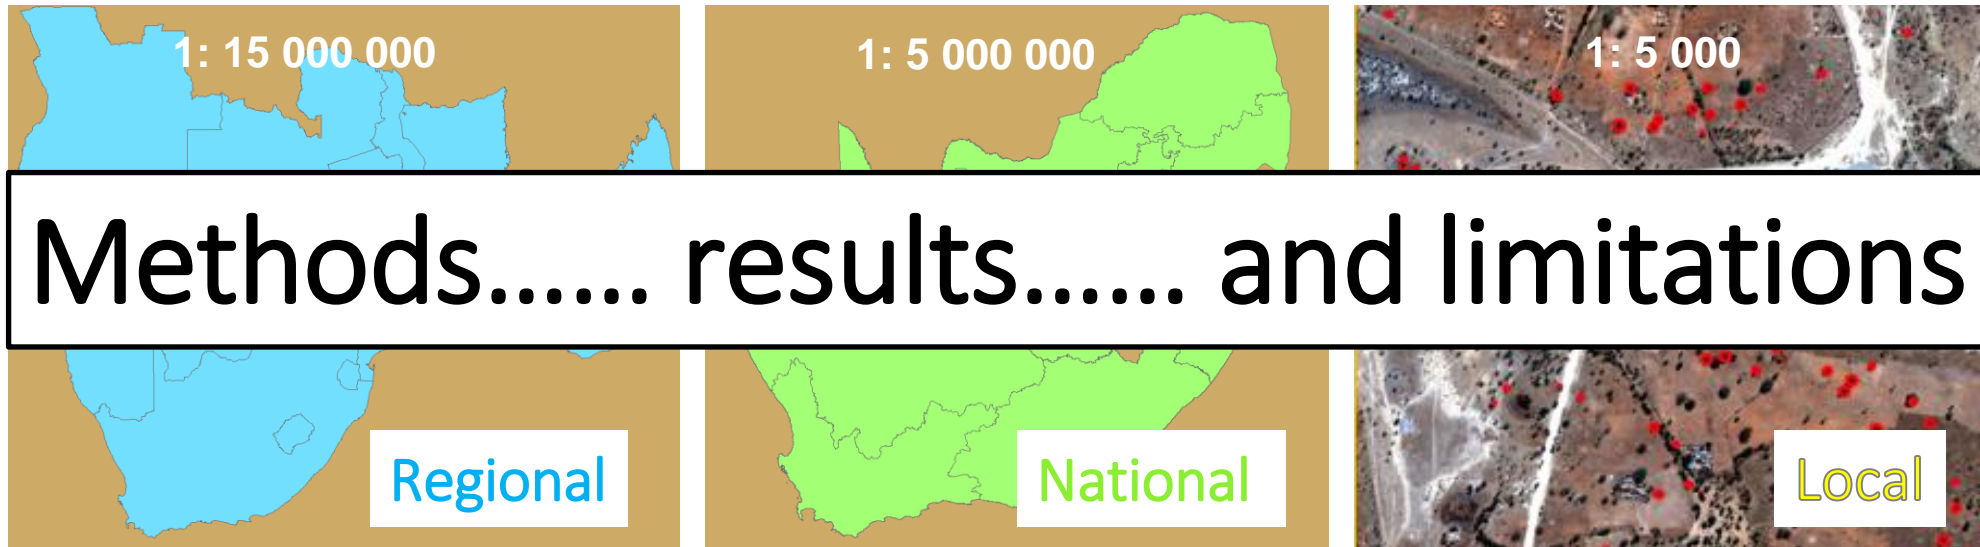 1: 15 000 000
1: 5 000 000
1: 5 000
Methods...... results...... and limitations
Regional
National
Local